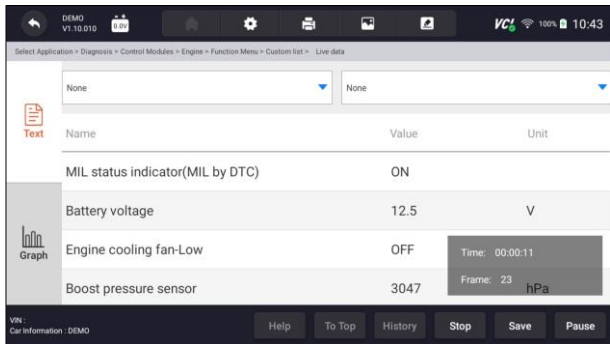 DEMO
V1.10.010
0.0V
VCI
100%
10:43
Select Application > Diagnosis > Control Modules > Engine > Function Menu > Custom list > Live data
None
None
Text
Name Value Unit
MIL status indicator(MIL by DTC) ON
Battery voltage 12.5 V
Graph
Engine cooling fan-Low OFF
Time: 00:00:11
Frame: 23
Boost pressure sensor 3047 hPa
VIN :
Car Information : DEMO
Help To Top History Stop Save Pause